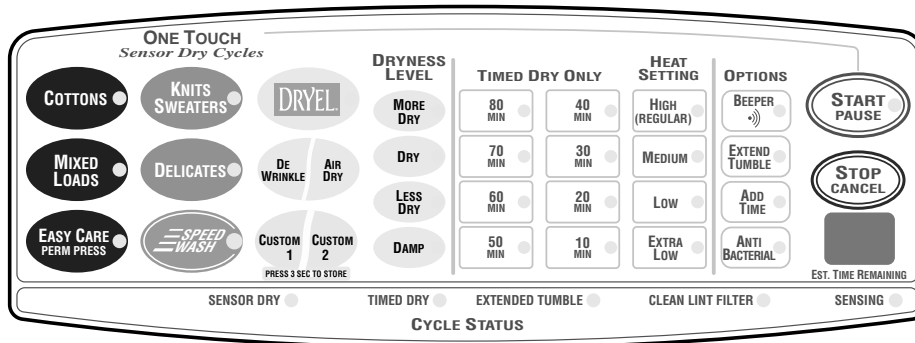 ONE TOUCH
Sensor Dry Cycles
COTTONS
KNITS
SWEATERS
DRYEL
MIXED
LOADS
DELICATES
DE
WRINKLE
AIR
DRY
EASY CARE
PERM PRESS
SPEED
WASH
CUSTOM
1
CUSTOM
2
PRESS 3 SEC TO STORE
DRYNESS
LEVEL
MORE
DRY
DRY
LESS
DRY
DAMP
TIMED DRY ONLY
80
MIN
40
MIN
70
MIN
30
MIN
60
MIN
20
MIN
50
MIN
10
MIN
HEAT
SETTING
HIGH
(REGULAR)
MEDIUM
LOW
EXTRA
LOW
OPTIONS
BEEPER
EXTEND
TUMBLE
ADD
TIME
ANTI
BACTERIAL
START
PAUSE
STOP
CANCEL
EST. TIME REMAINING
SENSOR DRY
TIMED DRY
EXTENDED TUMBLE
CLEAN LINT FILTER
SENSING
CYCLE STATUS